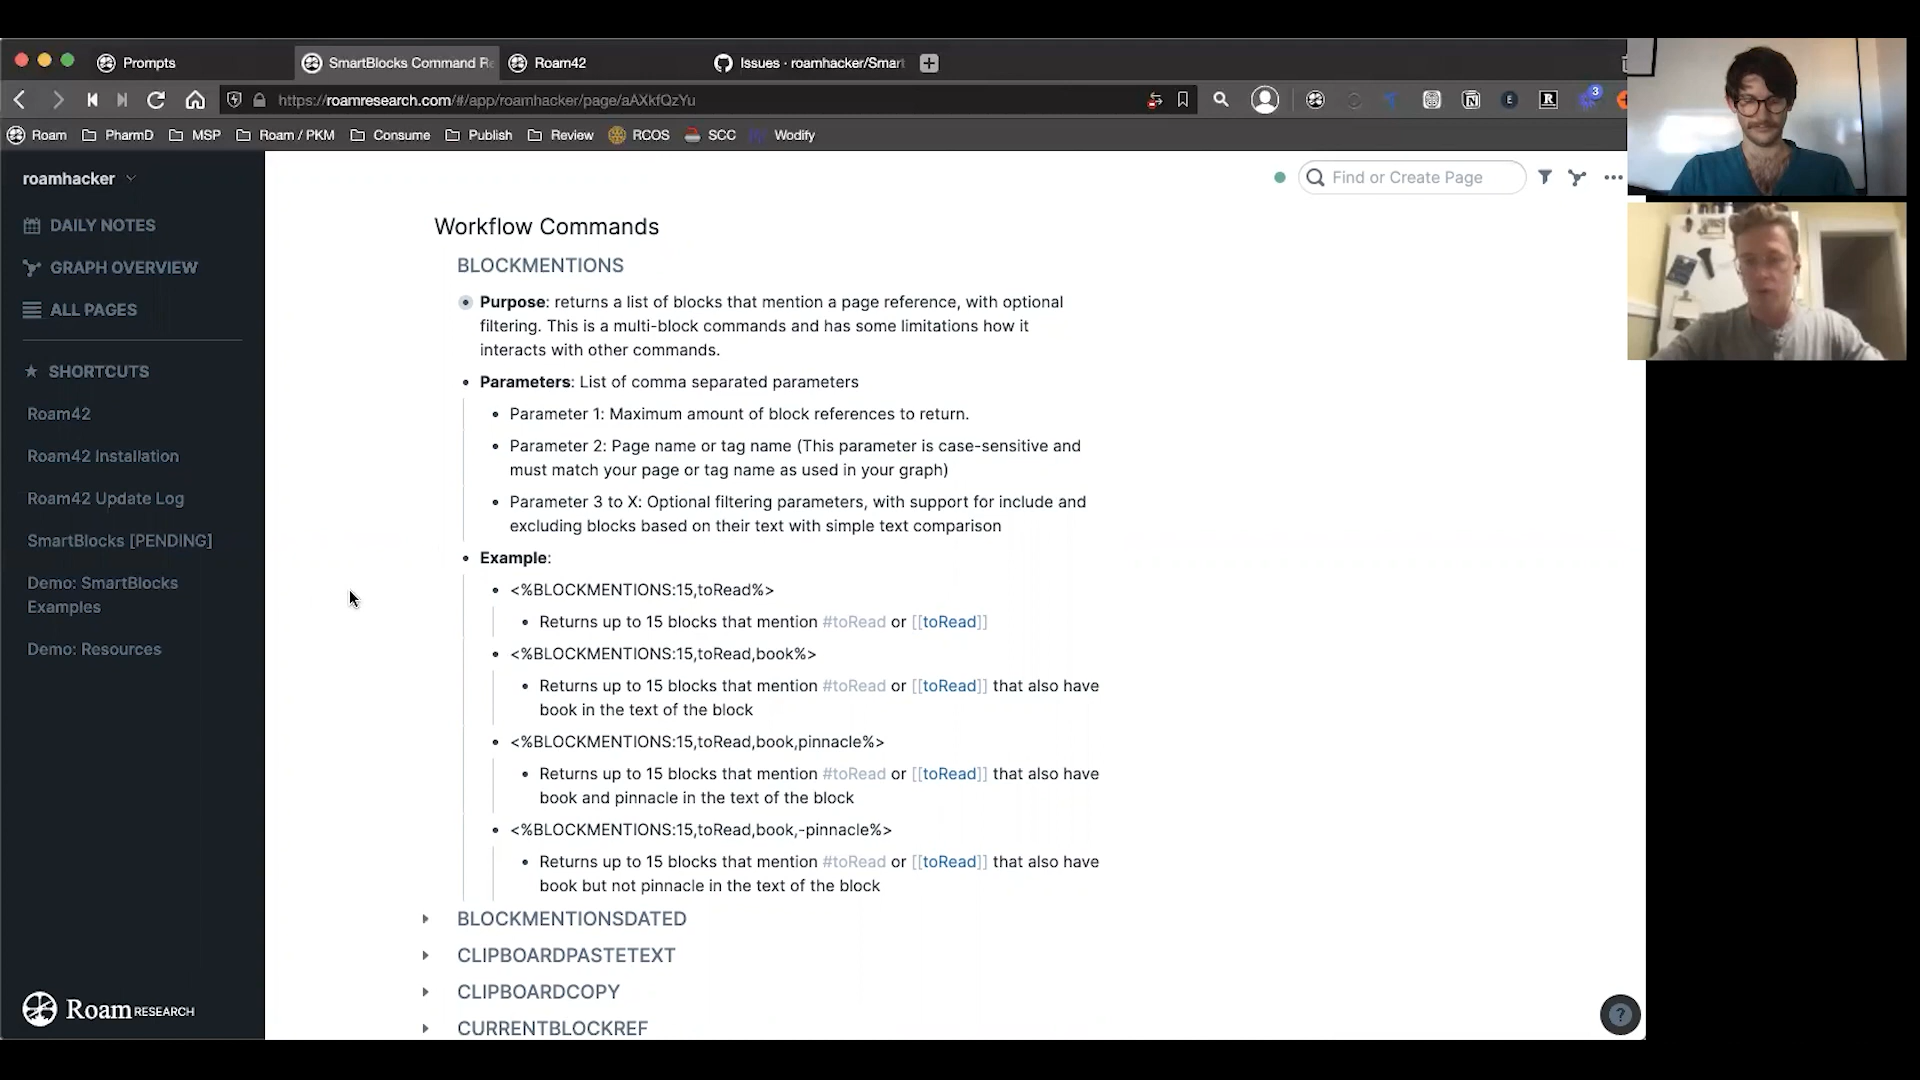 Prompts
SmartBlocks Command Re
Roam42
Issues · roamhacker/Smart
https://roamresearch.com/#/app/roamhacker/page/aAXkfQzYu
3
Roam
PharmD
MSP
Roam / PKM
Consume
Publish
Review
RCOS
SCC
Wodify
roamhacker
DAILY NOTES
GRAPH OVERVIEW
ALL PAGES
SHORTCUTS
Roam42
Roam42 Installation
Roam42 Update Log
SmartBlocks [PENDING]
Demo: SmartBlocks
Examples
Demo: Resources
Roam RESEARCH
Find or Create Page
Workflow Commands
BLOCKMENTIONS
Purpose: returns a list of blocks that mention a page reference, with optional
filtering. This is a multi-block commands and has some limitations how it
interacts with other commands.
Parameters: List of comma separated parameters
Parameter 1: Maximum amount of block references to return.
Parameter 2: Page name or tag name (This parameter is case-sensitive and
must match your page or tag name as used in your graph)
Parameter 3 to X: Optional filtering parameters, with support for include and
excluding blocks based on their text with simple text comparison
Example:
<%BLOCKMENTIONS:15,toRead%>
Returns up to 15 blocks that mention #toRead or [[toRead]]
<%BLOCKMENTIONS:15,toRead,book%>
Returns up to 15 blocks that mention #toRead or [[toRead]] that also have
book in the text of the block
<%BLOCKMENTIONS:15,toRead,book,pinnacle%>
Returns up to 15 blocks that mention #toRead or [[toRead]] that also have
book and pinnacle in the text of the block
<%BLOCKMENTIONS:15,toRead,book,-pinnacle%>
Returns up to 15 blocks that mention #toRead or [[toRead]] that also have
book but not pinnacle in the text of the block
BLOCKMENTIONSDATED
CLIPBOARDPASTETEXT
CLIPBOARDCOPY
CURRENTBLOCKREF
?